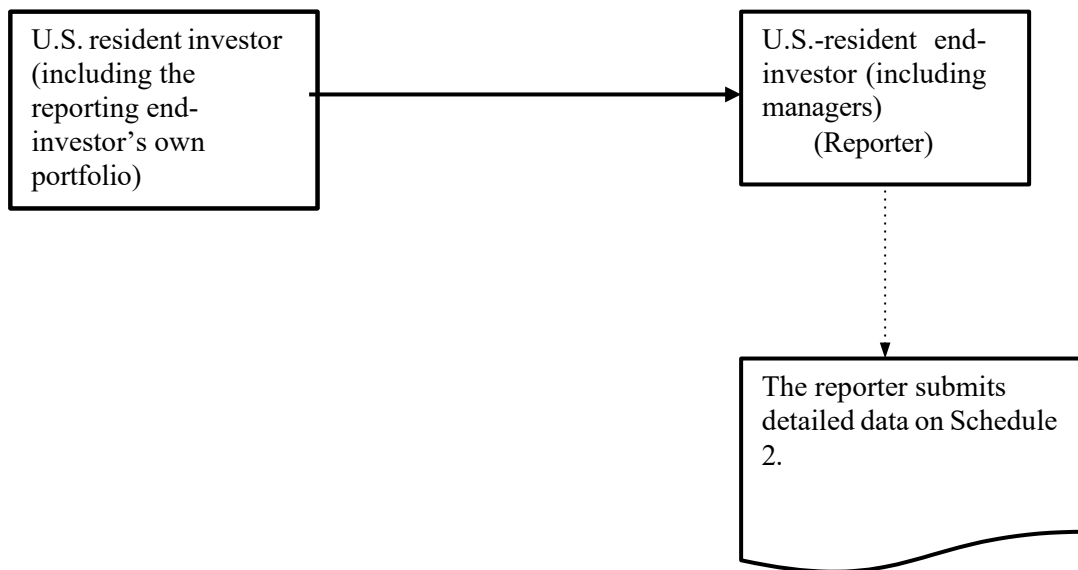 U.S. resident investor
(including the
reporting end-
investor’s own
portfolio)
U.S.-resident end-
investor (including
managers)
(Reporter)
The reporter submits
detailed data on Schedule
2.